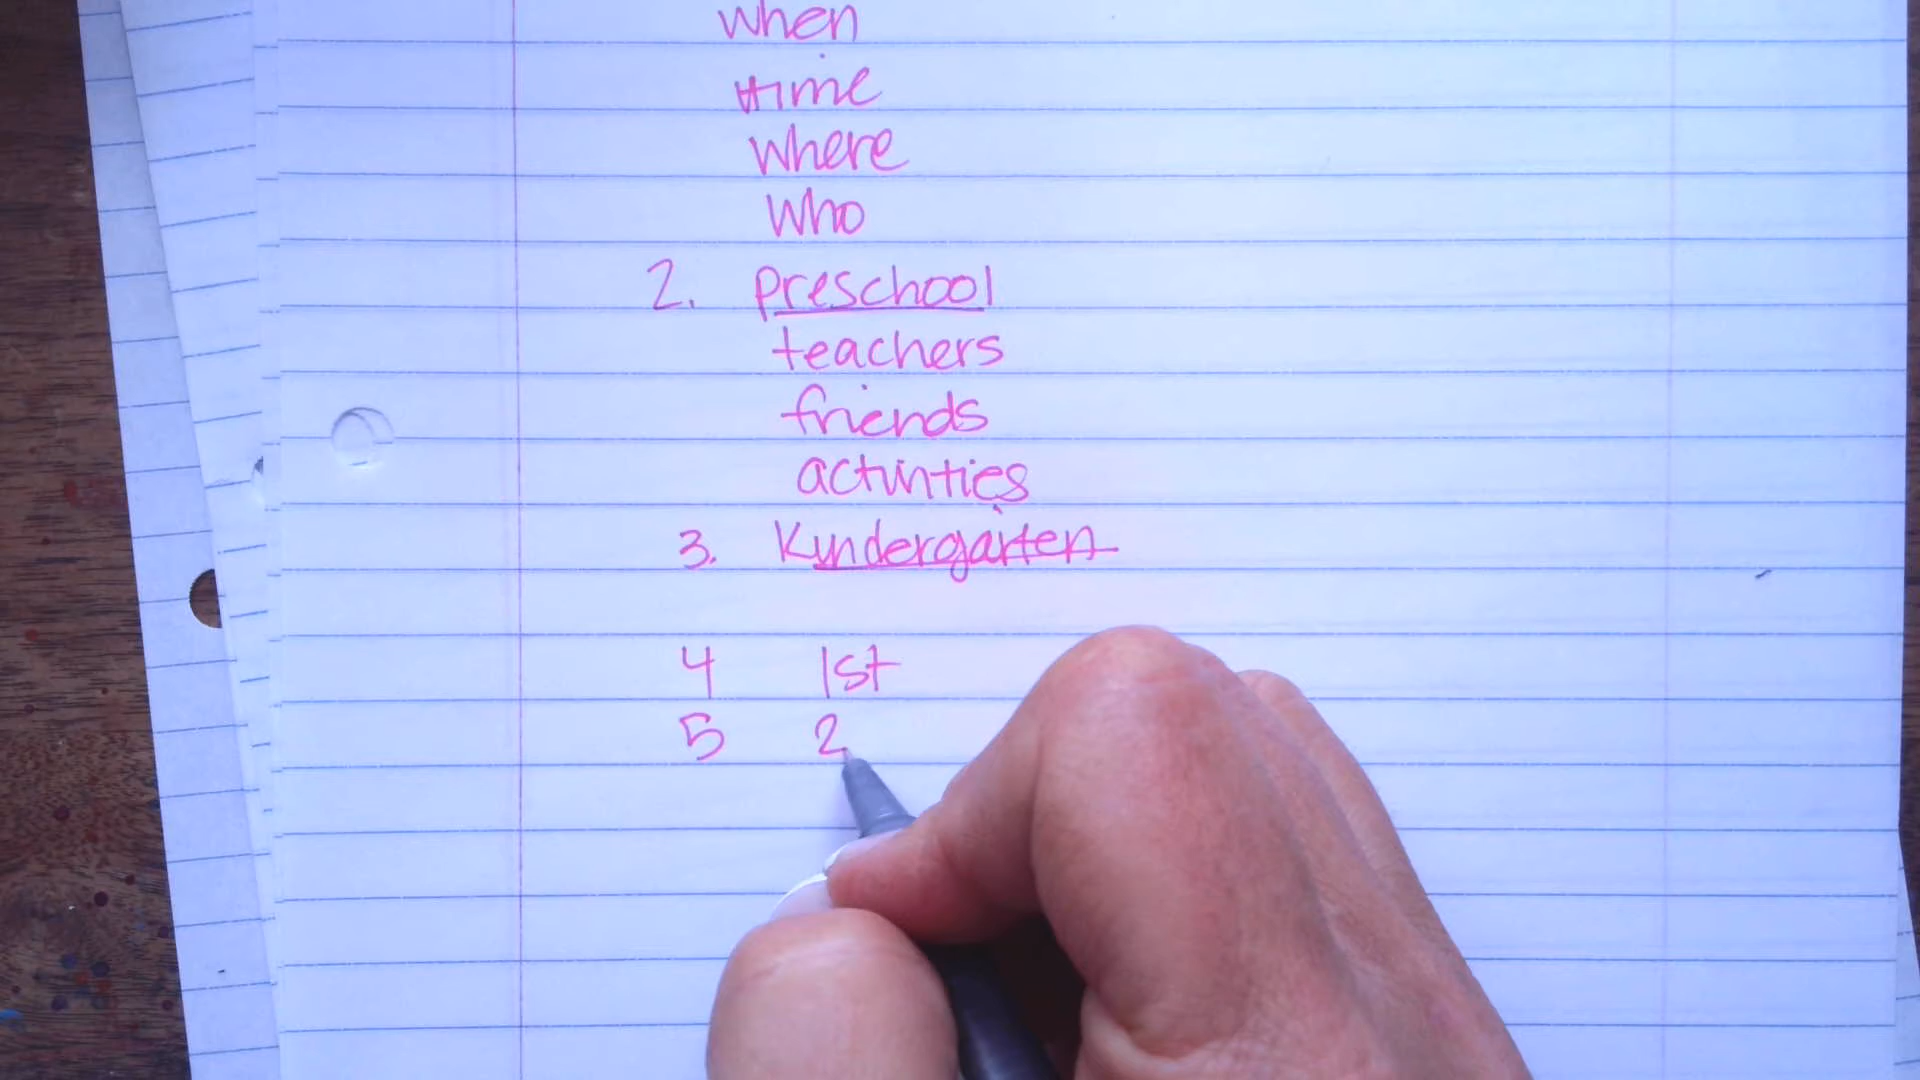 when
time
where
who
2. preschool
teachers
friends
activities
3. Kindergarten
4 1st
5 2